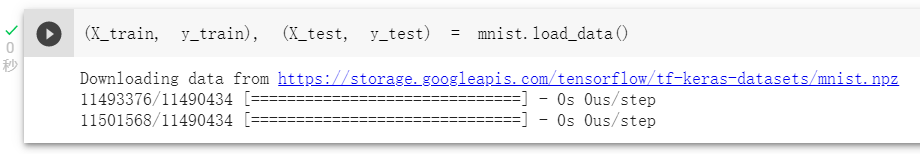 (X_train, y_train), (X_test, y_test) = mnist.load_data()
0
秒
Downloading data from https://storage.googleapis.com/tensorflow/tf-keras-datasets/mnist.npz
11493376/11490434 [==============================] - 0s 0us/step
11501568/11490434 [==============================] - 0s 0us/step